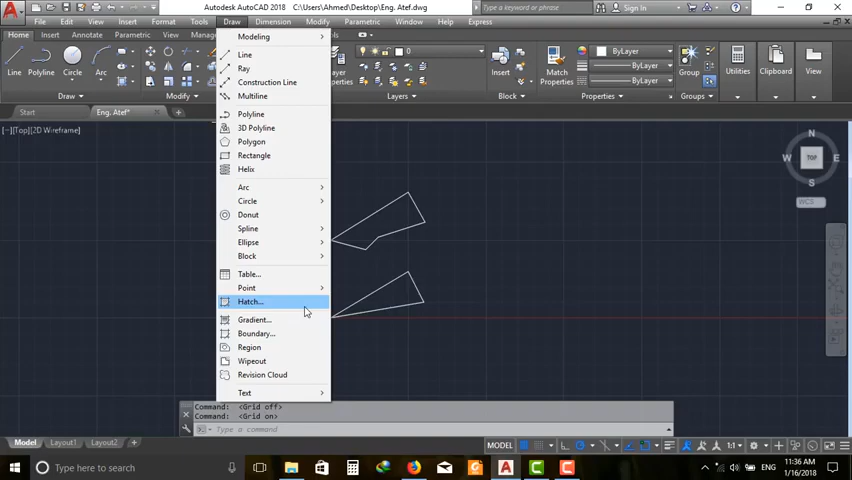 Autodesk AutoCAD 2018 C:\Users\Ahmed\Desktop\Eng. Atef.dwg
Type a keyword or phrase
Sign In
File Edit View Insert Format Tools Draw Dimension Modify Parametric Window Help Express
Home Insert Annotate Parametric
Line Polyline Circle Arc
Draw
Modify
Layer Properties
0
Layers
Insert
Block
Match Properties
ByLayer
ByLayer
ByLayer
Properties
Group
Groups
Utilities
Clipboard
View
Start
Eng. Atef*
[−][Top][2D Wireframe]
Modeling
Line
Ray
Construction Line
Multiline
Polyline
3D Polyline
Polygon
Rectangle
Helix
Arc
Circle
Donut
Spline
Ellipse
Block
Table...
Point
Hatch...
Gradient...
Boundary...
Region
Wipeout
Revision Cloud
Text
N
W TOP E
S
WCS
Command: <Grid off>
Command: <Grid on>
Type a command
Model Layout1 Layout2
MODEL
1:1
Type here to search
ENG
11:36 AM
1/16/2018